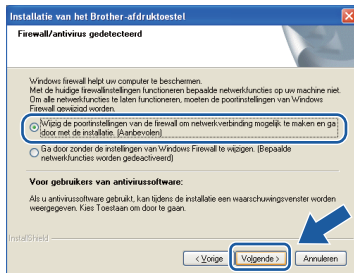 Installatie van het Brother-afdruktoestel
Firewall/antivirus gedetecteerd
Windows firewall helpt uw computer te beschermen.
Met de huidige firewallinstellingen functioneren bepaalde netwerkfuncties op uw machine niet.
Om alle netwerkfuncties te laten functioneren, moeten de poortinstellingen van Windows
Firewall gewijzigd worden.
Wijzig de poortinstellingen van de firewall om netwerkverbinding mogelijk te maken en ga
door met de installatie. (Aanbevolen)
Ga door zonder de instellingen van Windows Firewall te wijzigen. (Bepaalde
netwerkfuncties worden gedeactiveerd)
Voor gebruikers van antivirussoftware:
Als u antivirussoftware gebruikt, kan tijdens de installatie een waarschuwingsvenster worden
weergegeven. Kies Toestaan om door te gaan.
InstallShield
< Vorige
Volgende >
Annuleren